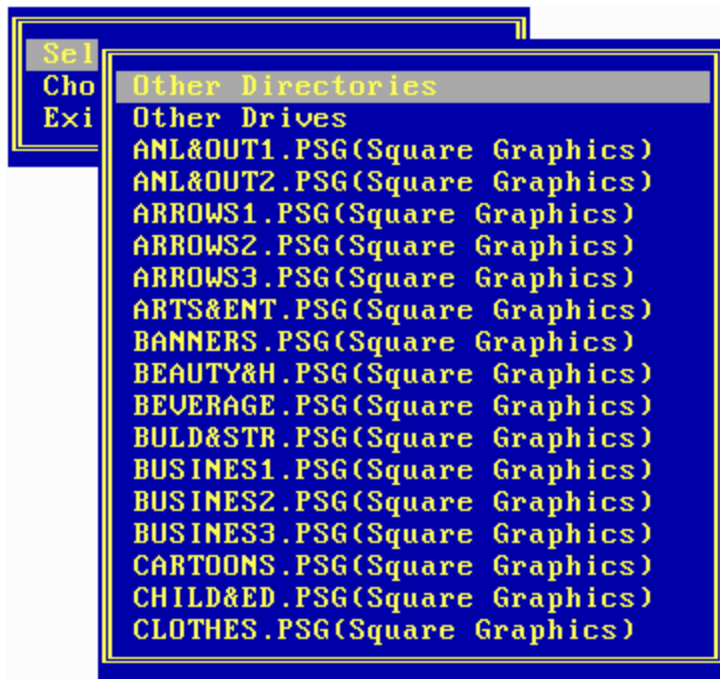 Sel
Cho
Exi
Other Directories
Other Drives
ANL&OUT1.PSG(Square Graphics)
ANL&OUT2.PSG(Square Graphics)
ARROWS1.PSG(Square Graphics)
ARROWS2.PSG(Square Graphics)
ARROWS3.PSG(Square Graphics)
ARTS&ENT.PSG(Square Graphics)
BANNERS.PSG(Square Graphics)
BEAUTY&H.PSG(Square Graphics)
BEVERAGE.PSG(Square Graphics)
BULD&STR.PSG(Square Graphics)
BUSINES1.PSG(Square Graphics)
BUSINES2.PSG(Square Graphics)
BUSINES3.PSG(Square Graphics)
CARTOONS.PSG(Square Graphics)
CHILD&ED.PSG(Square Graphics)
CLOTHES.PSG(Square Graphics)